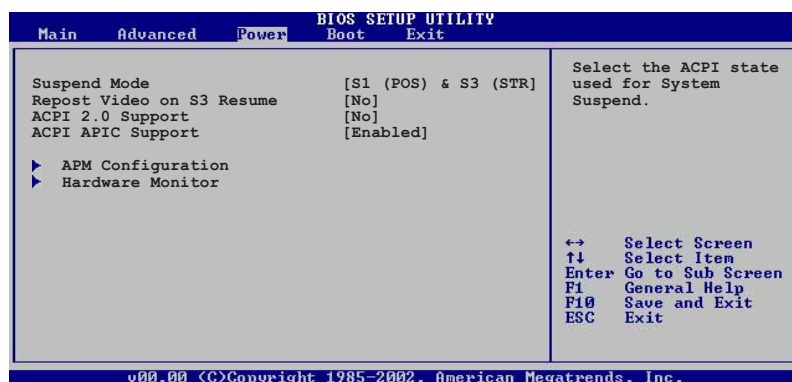 BIOS SETUP UTILITY
Main Advanced Power Boot Exit
Suspend Mode [S1 (POS) & S3 (STR]
Repost Video on S3 Resume [No]
ACPI 2.0 Support [No]
ACPI APIC Support [Enabled]
APM Configuration
Hardware Monitor
Select the ACPI state
used for System
Suspend.
↔ Select Screen
↑↓ Select Item
Enter Go to Sub Screen
F1 General Help
F10 Save and Exit
ESC Exit
v00.00 (C)Copyright 1985-2002, American Megatrends, Inc.